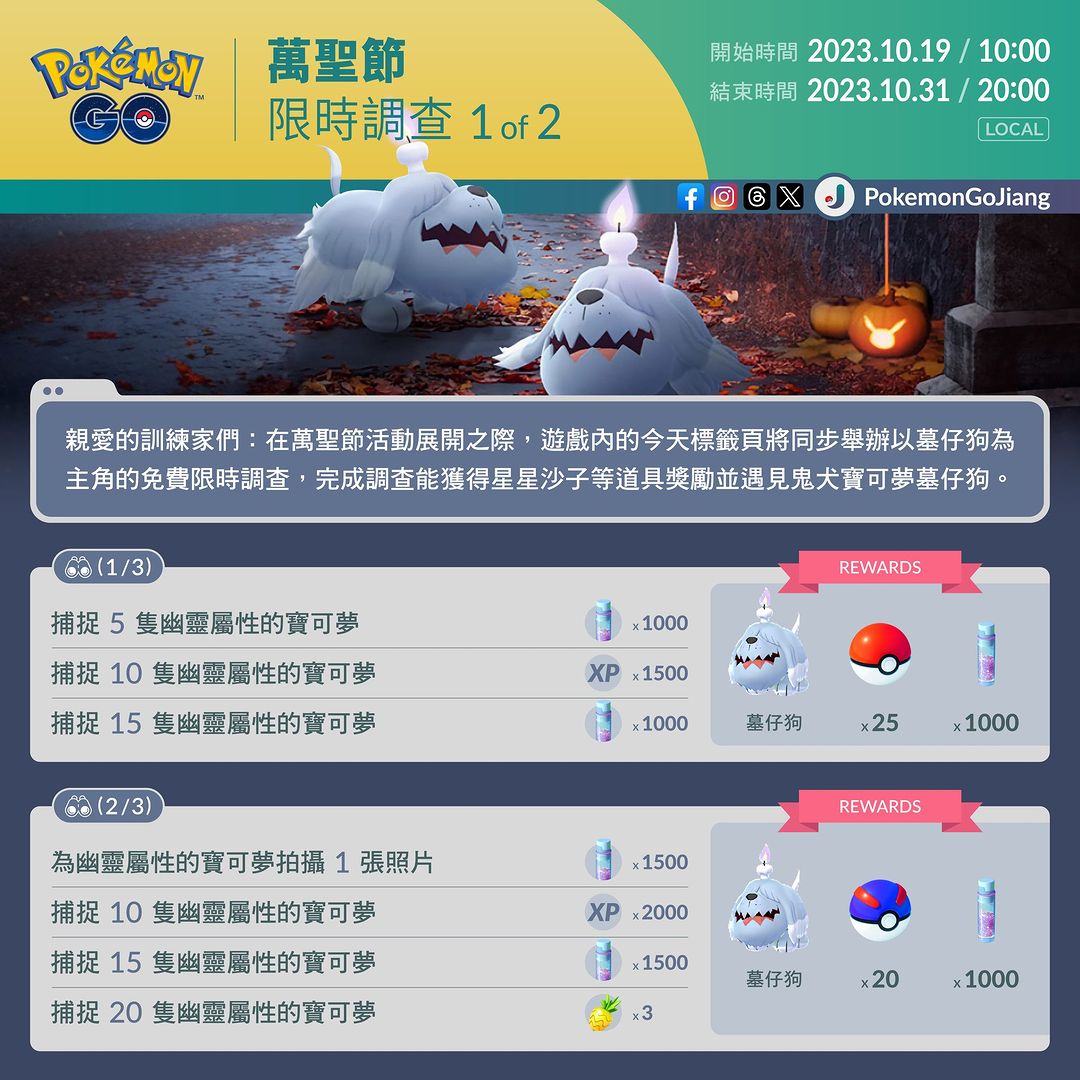 POKÉMON GO™
萬聖節
限時調查 1 of 2
開始時間 2023.10.19 / 10:00
結束時間 2023.10.31 / 20:00
LOCAL
PokemonGoJiang
親愛的訓練家們：在萬聖節活動展開之際，遊戲內的今天標籤頁將同步舉辦以墓仔狗為
主角的免費限時調查，完成調查能獲得星星沙子等道具獎勵並遇見鬼犬寶可夢墓仔狗。
(1/3)
REWARDS
捕捉 5 隻幽靈屬性的寶可夢 x1000
捕捉 10 隻幽靈屬性的寶可夢 XP x1500
捕捉 15 隻幽靈屬性的寶可夢 x1000
墓仔狗 x25 x1000
(2/3)
REWARDS
為幽靈屬性的寶可夢拍攝 1 張照片 x1500
捕捉 10 隻幽靈屬性的寶可夢 XP x2000
捕捉 15 隻幽靈屬性的寶可夢 x1500
捕捉 20 隻幽靈屬性的寶可夢 x3
墓仔狗 x20 x1000